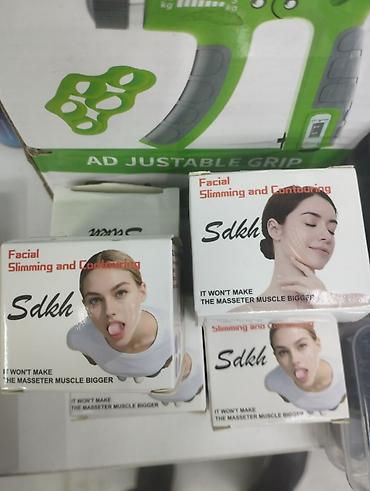 kg
kg
AD JUSTABLE GRIP
Sdkh
Facial
Slimming and Contouring
Sdkh
IT WON'T MAKE
THE MASSETER MUSCLE BIGGER
Facial
Slimming and Contouring
Sdkh
IT WON'T MAKE
THE MASSETER MUSCLE BIGGER
Slimming and Contouring
Sdkh
IT WON'T MAKE
THE MASSETER MUSCLE BIGGER
IT WON'T MAKE
THE MASSETER MUSCLE BIGGER